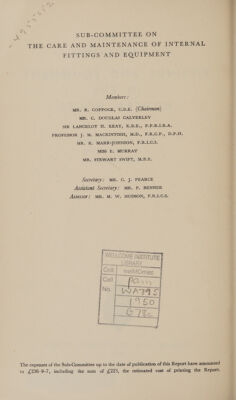 SUB-COMMITTEE ON
THE CARE AND MAINTENANCE OF INTERNAL
FITTINGS AND EQUIPMENT
Members:
MR. R. COPPOCK, C.B.E. (Chairman)
MR. C. DOUGLAS CALVERLEY
SIR LANCELOT H. KEAY, K.B.E., P.P.R.I.B.A.
PROFESSOR J. M. MACKINTOSH, M.D., F.R.C.P., D.P.H.
MR. K. MARR-JOHNSON, F.R.I.C.S.
MISS E. MURRAY
MR. STEWART SWIFT, M.B.E.
Secretary: MR. C. J. PEARCE
Assistant Secretary: MR. P. BENNER
Assessor: MR. M. W. HUDSON, F.R.I.C.S.
WELLCOME INSTITUTE
LIBRARY
Coll. welMOmec
Call
No. WA795
1950
G78c
The expenses of the Sub-Committee up to the date of publication of this Report have amounted
to £236-9-7, including the sum of £225, the estimated cost of printing the Report.